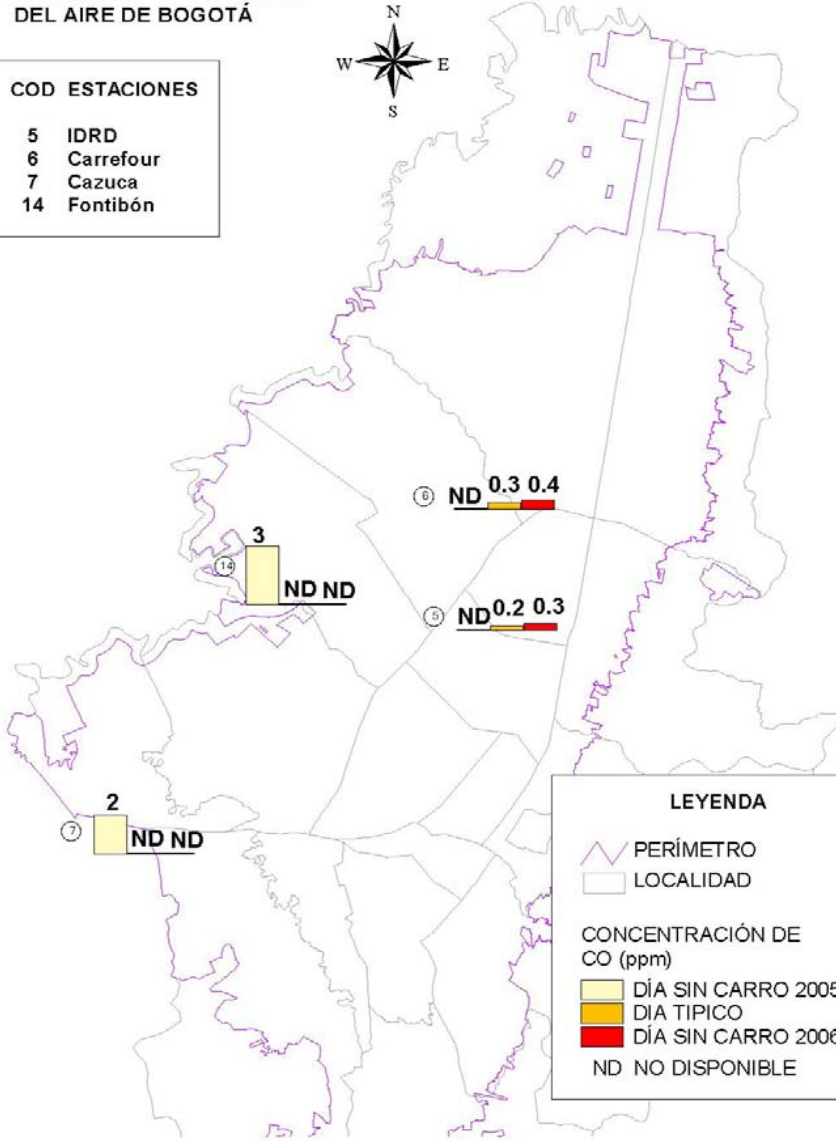 DEL AIRE DE BOGOTÁ
COD ESTACIONES
5 IDRD
6 Carrefour
7 Cazuca
14 Fontibón
N
W E
S
6 ND 0.3 0.4
3
14 ND ND
5 ND 0.2 0.3
2
7 ND ND
LEYENDA
PERÍMETRO
LOCALIDAD
CONCENTRACIÓN DE
CO (ppm)
DÍA SIN CARRO 2005
DIA TIPICO
DÍA SIN CARRO 2006
ND NO DISPONIBLE